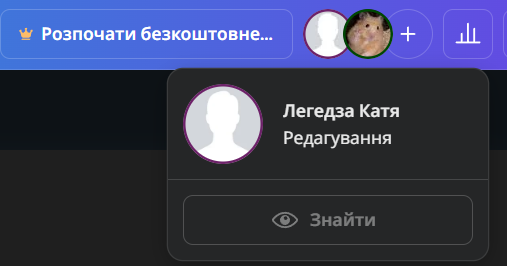 Розпочати безкоштовне...
Легедза Катя
Редагування
Знайти